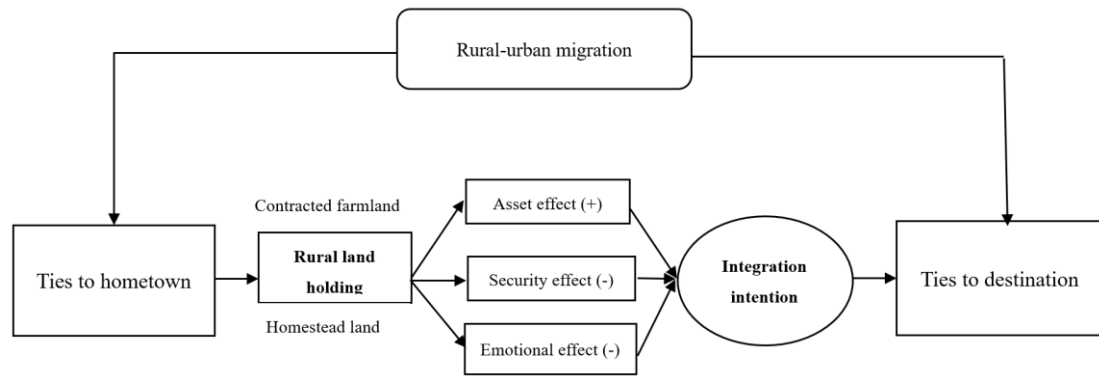 Rural-urban migration
Contracted farmland
Asset effect (+)
Ties to hometown
Rural land
holding
Security effect (-)
Integration
intention
Ties to destination
Homestead land
Emotional effect (-)